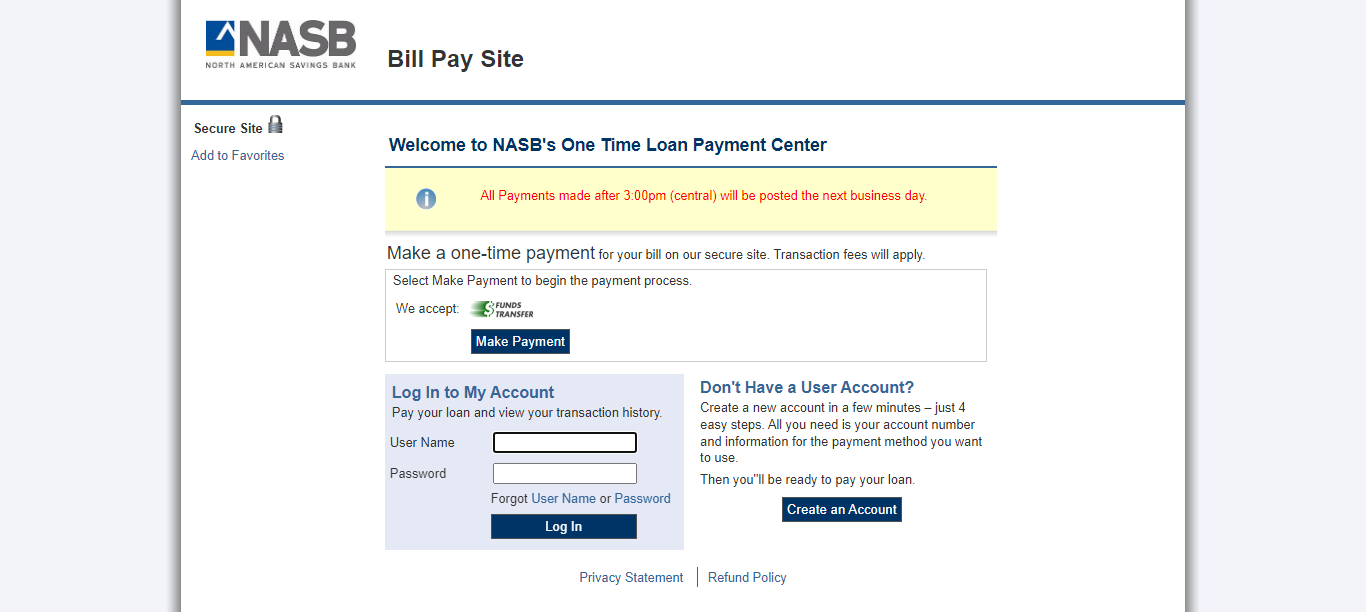 NASB
NORTH AMERICAN SAVINGS BANK
Bill Pay Site
Secure Site
Add to Favorites
Welcome to NASB's One Time Loan Payment Center
All Payments made after 3:00pm (central) will be posted the next business day.
Make a one-time payment for your bill on our secure site. Transaction fees will apply.
Select Make Payment to begin the payment process.
We accept: $ FUNDS
TRANSFER
Make Payment
Log In to My Account
Pay your loan and view your transaction history.
User Name
Password
Forgot User Name or Password
Log In
Don't Have a User Account?
Create a new account in a few minutes – just 4
easy steps. All you need is your account number
and information for the payment method you want
to use.
Then you"ll be ready to pay your loan.
Create an Account
Privacy Statement | Refund Policy